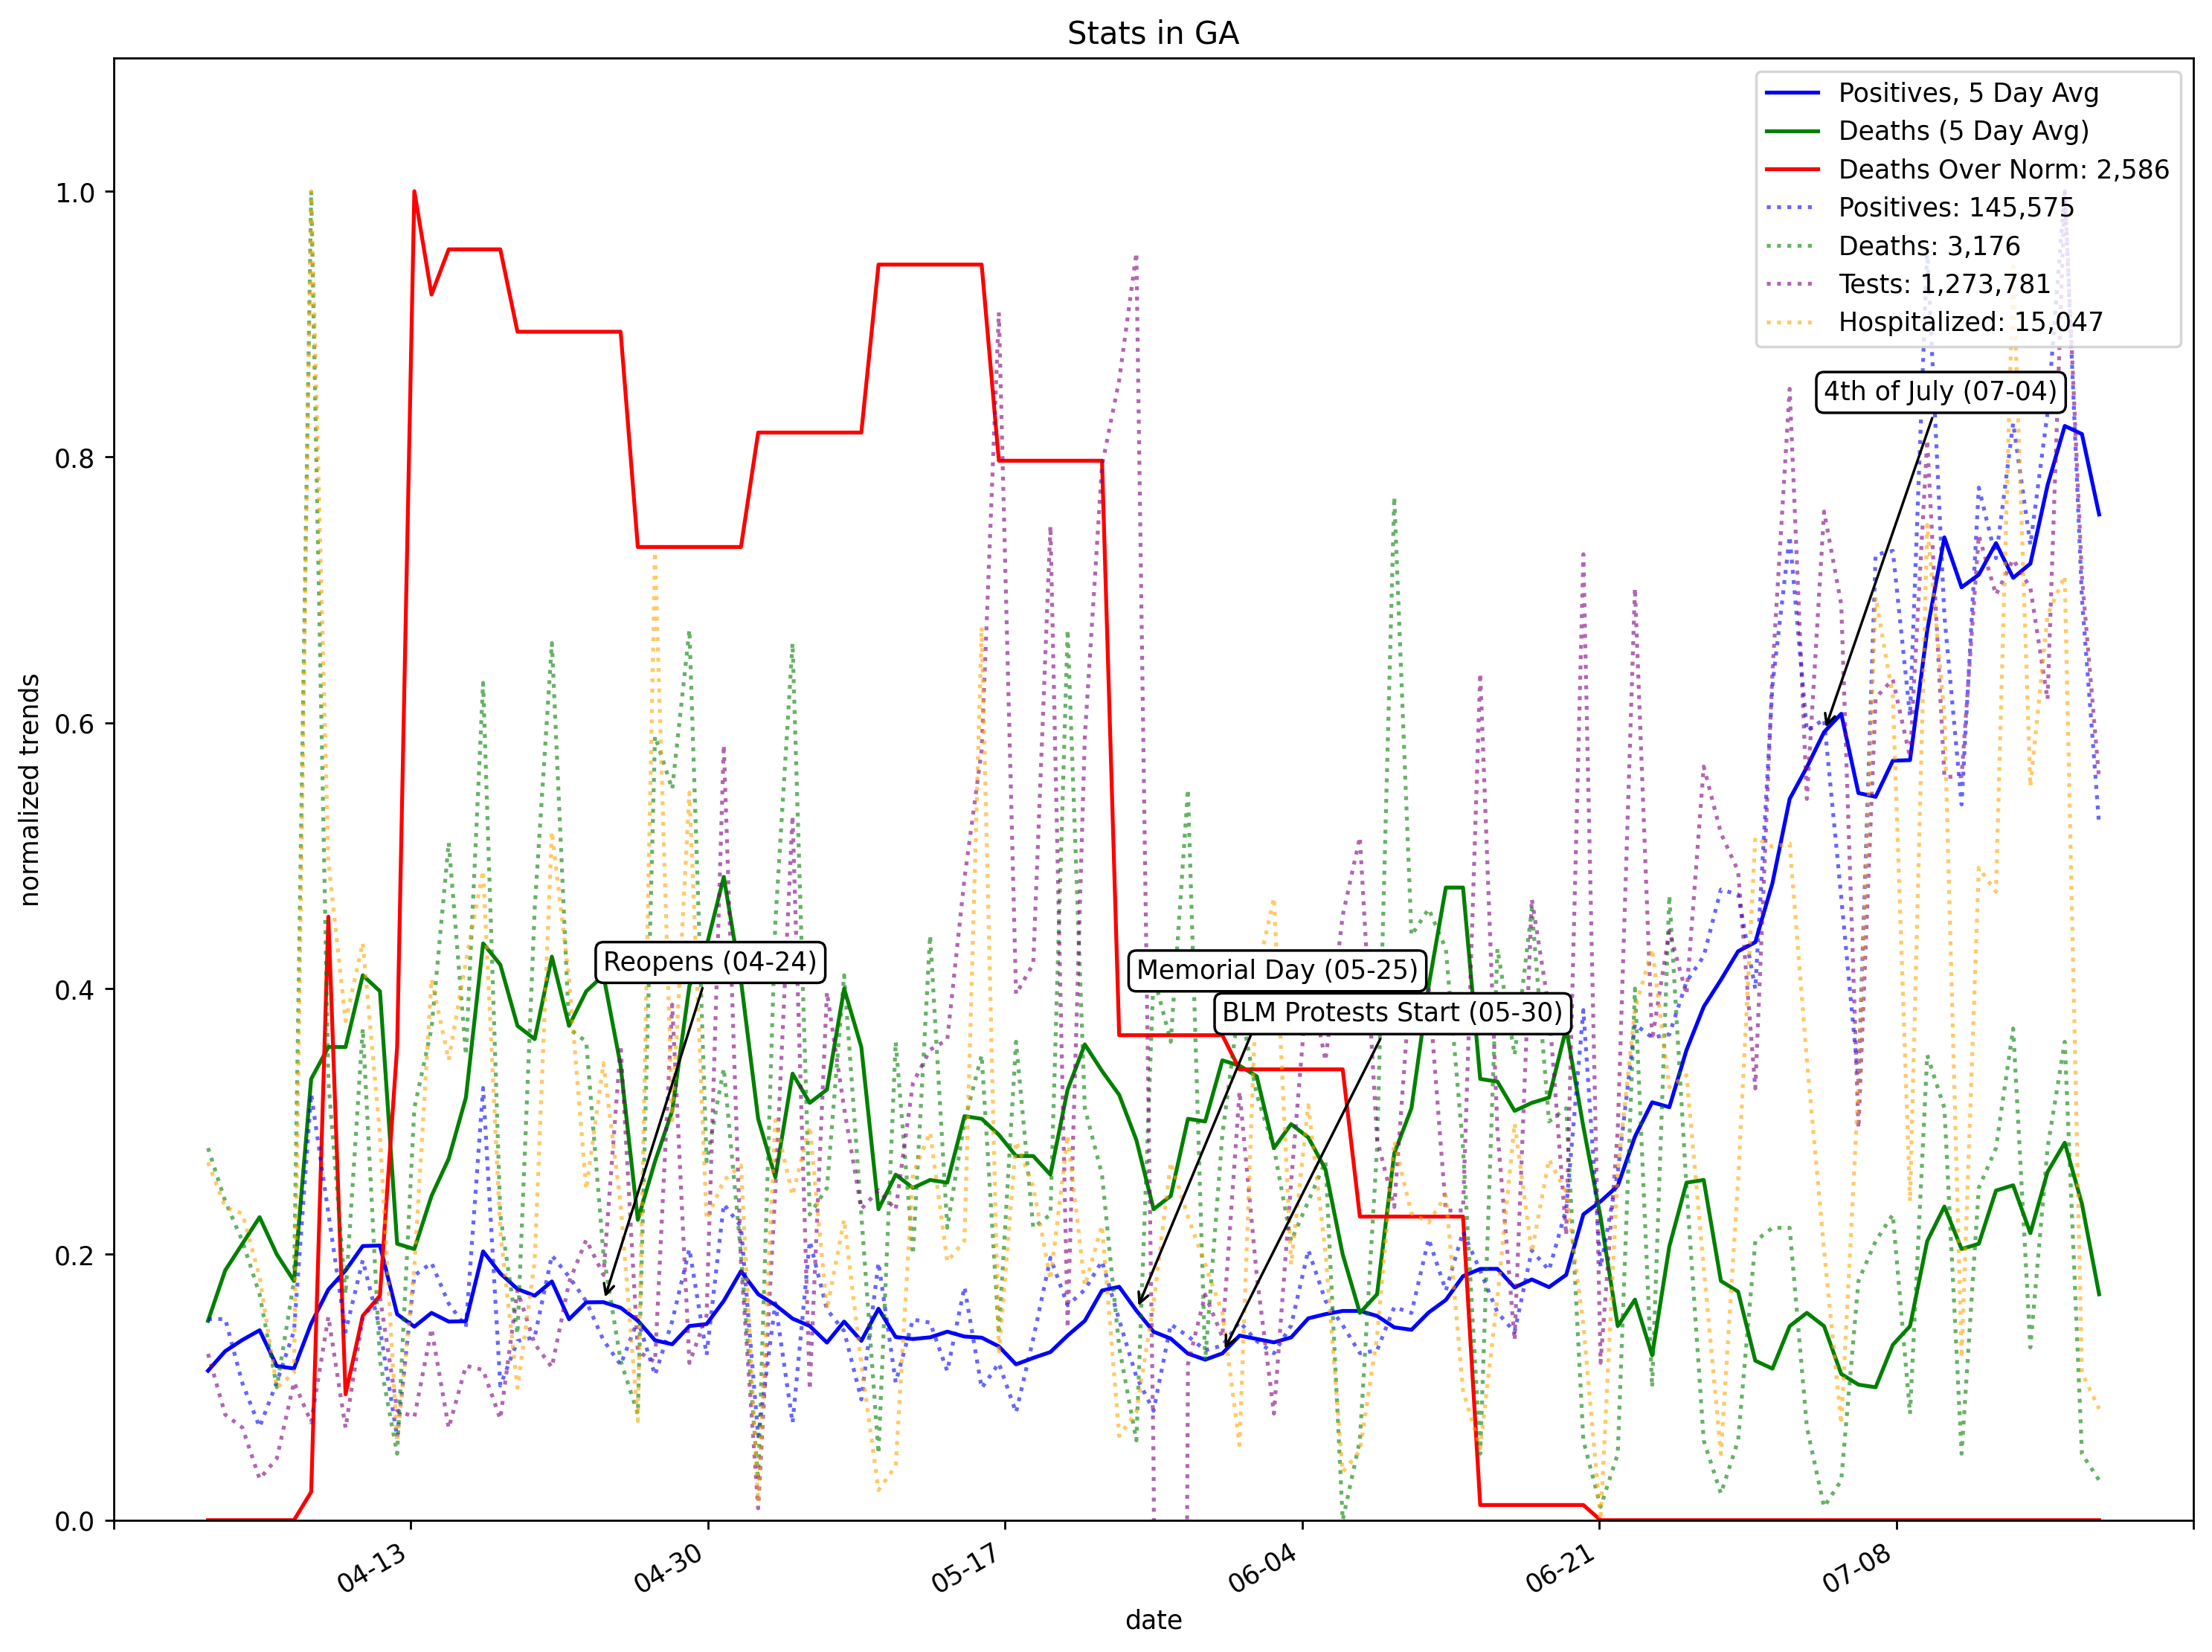 Stats in GA
Positives, 5 Day Avg
Deaths (5 Day Avg)
Deaths Over Norm: 2,586
Positives: 145,575
Deaths: 3,176
Tests: 1,273,781
Hospitalized: 15,047
4th of July (07-04)
Reopens (04-24)
Memorial Day (05-25)
BLM Protests Start (05-30)
normalized trends
1.0
0.8
0.6
0.4
0.2
0.0
04-13
04-30
05-17
06-04
06-21
07-08
date